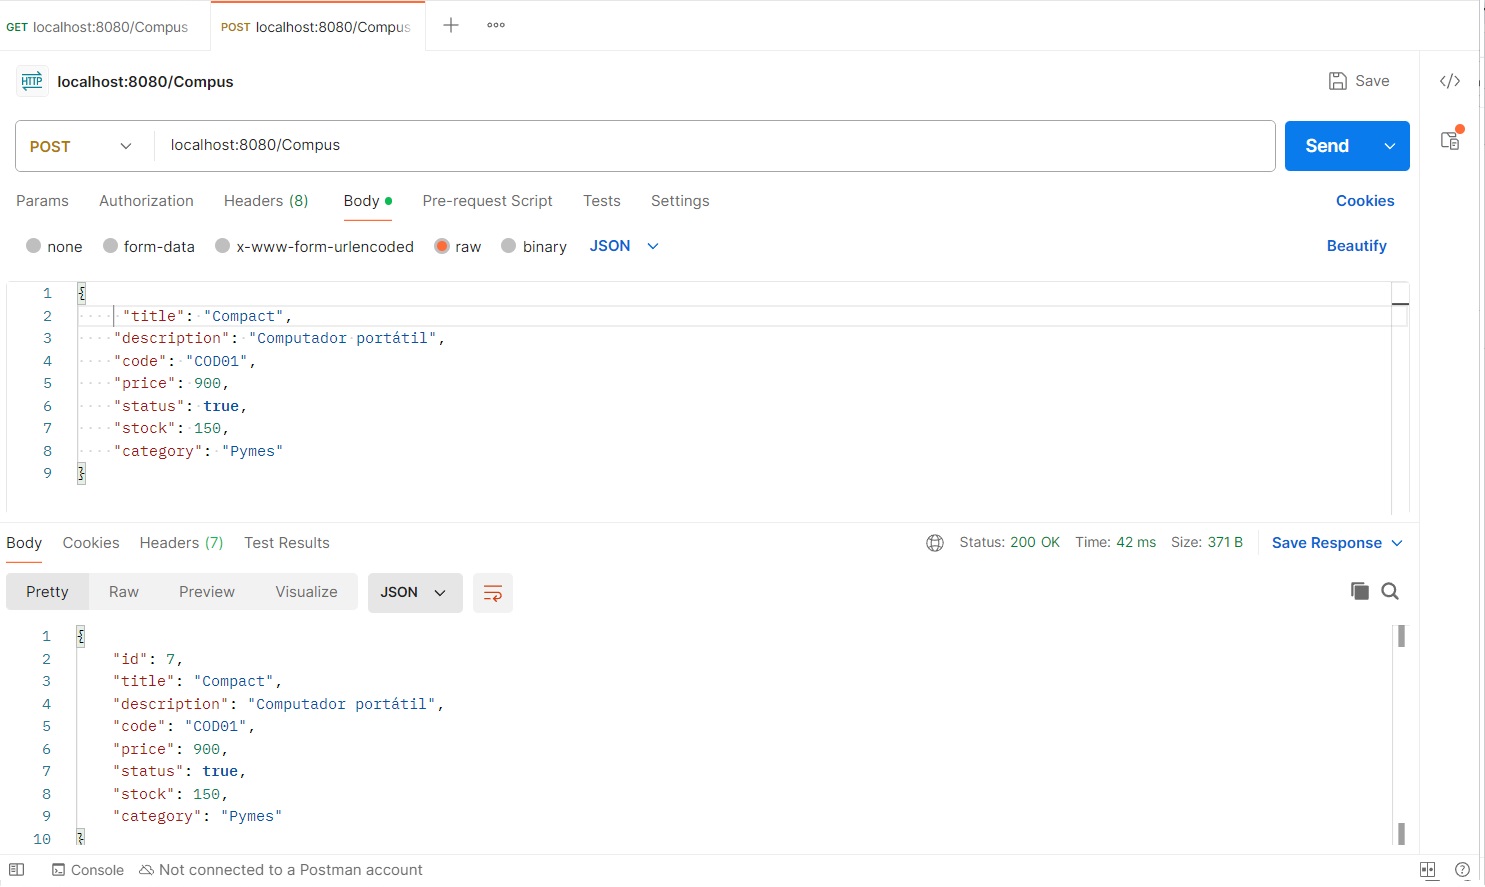 GET localhost:8080/Compus POST localhost:8080/Compus
HTTP localhost:8080/Compus Save
POST localhost:8080/Compus Send
Params Authorization Headers (8) Body Pre-request Script Tests Settings Cookies
none form-data x-www-form-urlencoded raw binary JSON Beautify
1 {
2 "title": "Compact",
3 "description": "Computador portátil",
4 "code": "COD01",
5 "price": 900,
6 "status": true,
7 "stock": 150,
8 "category": "Pymes"
9 }
Body Cookies Headers (7) Test Results Status: 200 OK Time: 42 ms Size: 371 B Save Response
Pretty Raw Preview Visualize JSON
1 {
2 "id": 7,
3 "title": "Compact",
4 "description": "Computador portátil",
5 "code": "COD01",
6 "price": 900,
7 "status": true,
8 "stock": 150,
9 "category": "Pymes"
10 }
Console Not connected to a Postman account